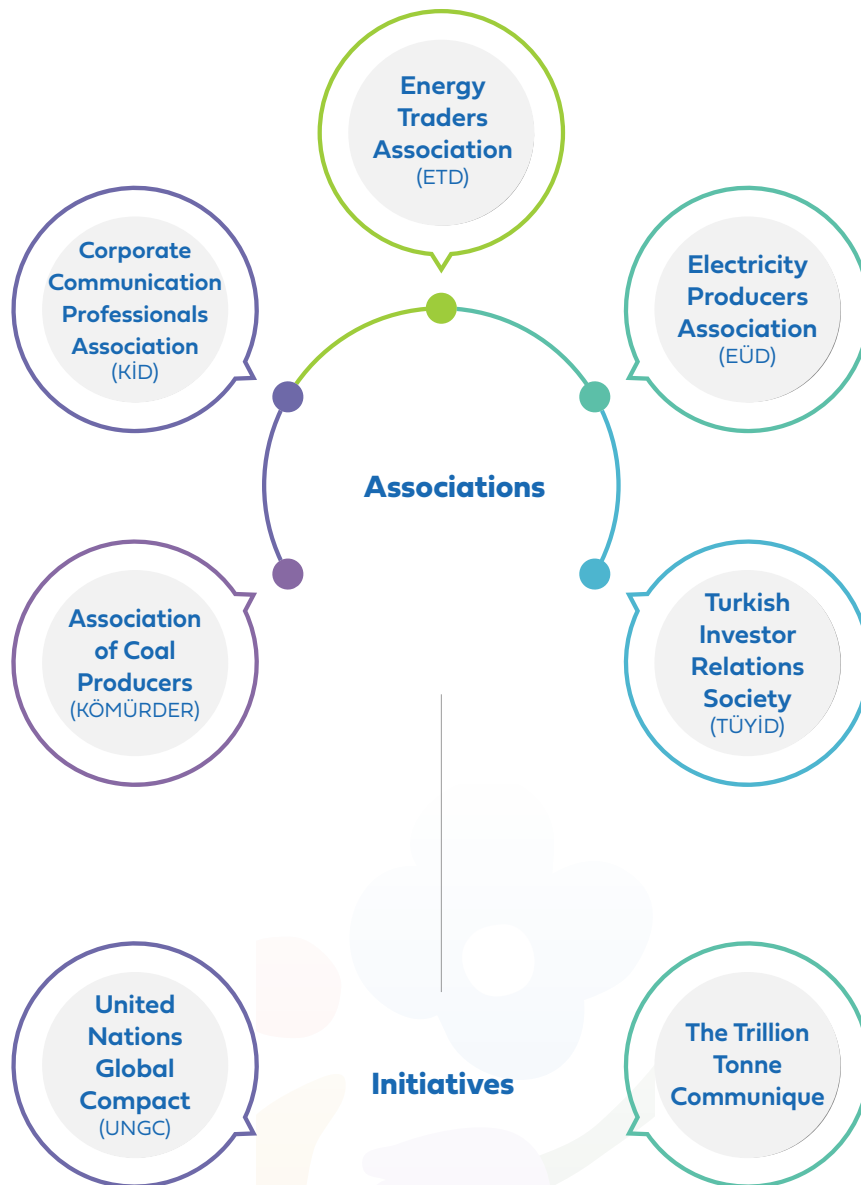 Energy
Traders
Association
(ETD)
Corporate
Communication
Professionals
Association
(KİD)
Electricity
Producers
Association
(EÜD)
Associations
Association
of Coal
Producers
(KÖMÜRDER)
Turkish
Investor
Relations
Society
(TÜYİD)
United
Nations
Global
Compact
(UNGC)
Initiatives
The Trillion
Tonne
Communique